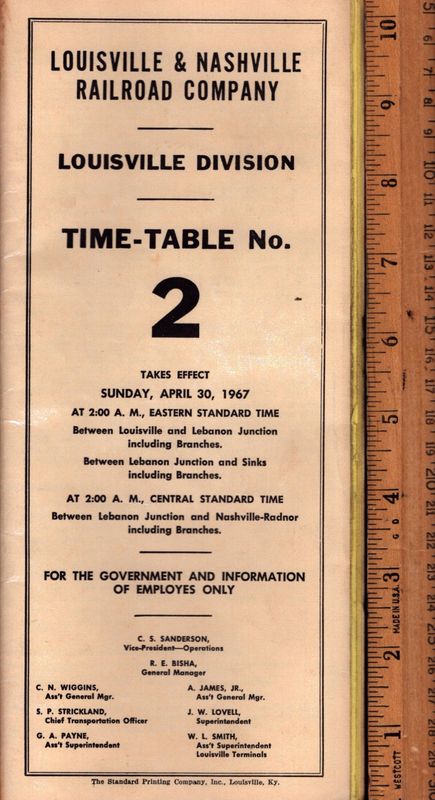 LOUISVILLE & NASHVILLE
RAILROAD COMPANY
LOUISVILLE DIVISION
TIME-TABLE No.
2
TAKES EFFECT
SUNDAY, APRIL 30, 1967
AT 2:00 A. M., EASTERN STANDARD TIME
Between Louisville and Lebanon Junction
including Branches.
Between Lebanon Junction and Sinks
including Branches.
AT 2:00 A. M., CENTRAL STANDARD TIME
Between Lebanon Junction and Nashville-Radnor
including Branches.
FOR THE GOVERNMENT AND INFORMATION
OF EMPLOYES ONLY
C. S. SANDERSON,
Vice-President—Operations
R. E. BISHA,
General Manager
C. N. WIGGINS,
Ass't General Mgr.
A. JAMES, JR.,
Ass't General Mgr.
S. P. STRICKLAND,
Chief Transportation Officer
J. W. LOVELL,
Superintendent
G. A. PAYNE,
Ass't Superintendent
W. L. SMITH,
Ass't Superintendent
Louisville Terminals
The Standard Printing Company, Inc., Louisville, Ky.
10
9
8
7
6
5
4
3
2
1
MADE IN U.S.A.
WESTCOTT